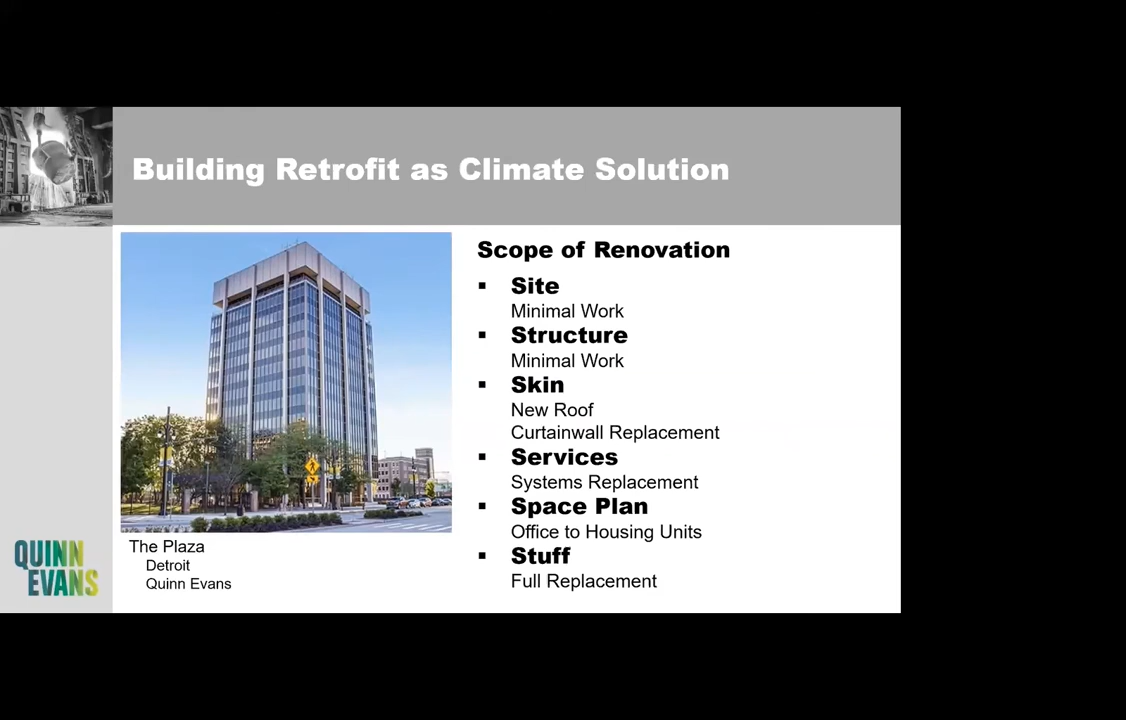 Building Retrofit as Climate Solution
Scope of Renovation
▪ Site
Minimal Work
▪ Structure
Minimal Work
▪ Skin
New Roof
Curtainwall Replacement
▪ Services
Systems Replacement
▪ Space Plan
Office to Housing Units
▪ Stuff
Full Replacement
The Plaza
Detroit
Quinn Evans
QUINN
EVANS